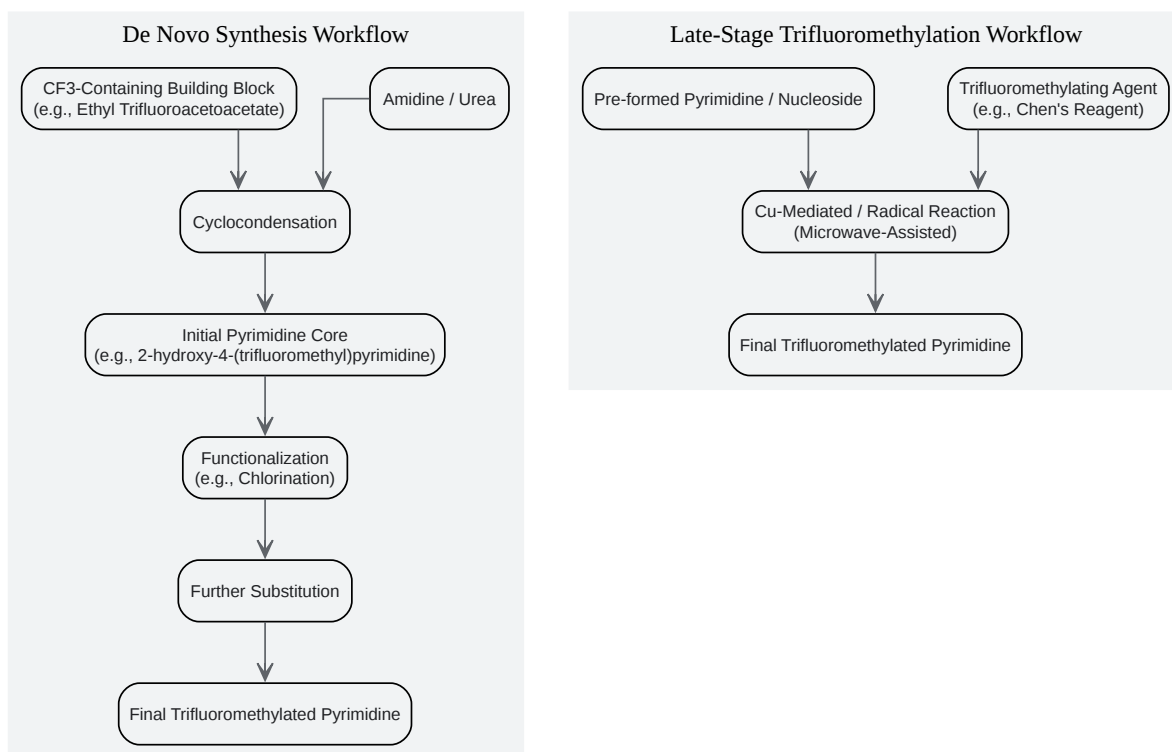 De Novo Synthesis Workflow
CF3-Containing Building Block
(e.g., Ethyl Trifluoroacetoacetate)
Amidine / Urea
Cyclocondensation
Initial Pyrimidine Core
(e.g., 2-hydroxy-4-(trifluoromethyl)pyrimidine)
Functionalization
(e.g., Chlorination)
Further Substitution
Final Trifluoromethylated Pyrimidine
Late-Stage Trifluoromethylation Workflow
Pre-formed Pyrimidine / Nucleoside
Trifluoromethylating Agent
(e.g., Chen's Reagent)
Cu-Mediated / Radical Reaction
(Microwave-Assisted)
Final Trifluoromethylated Pyrimidine